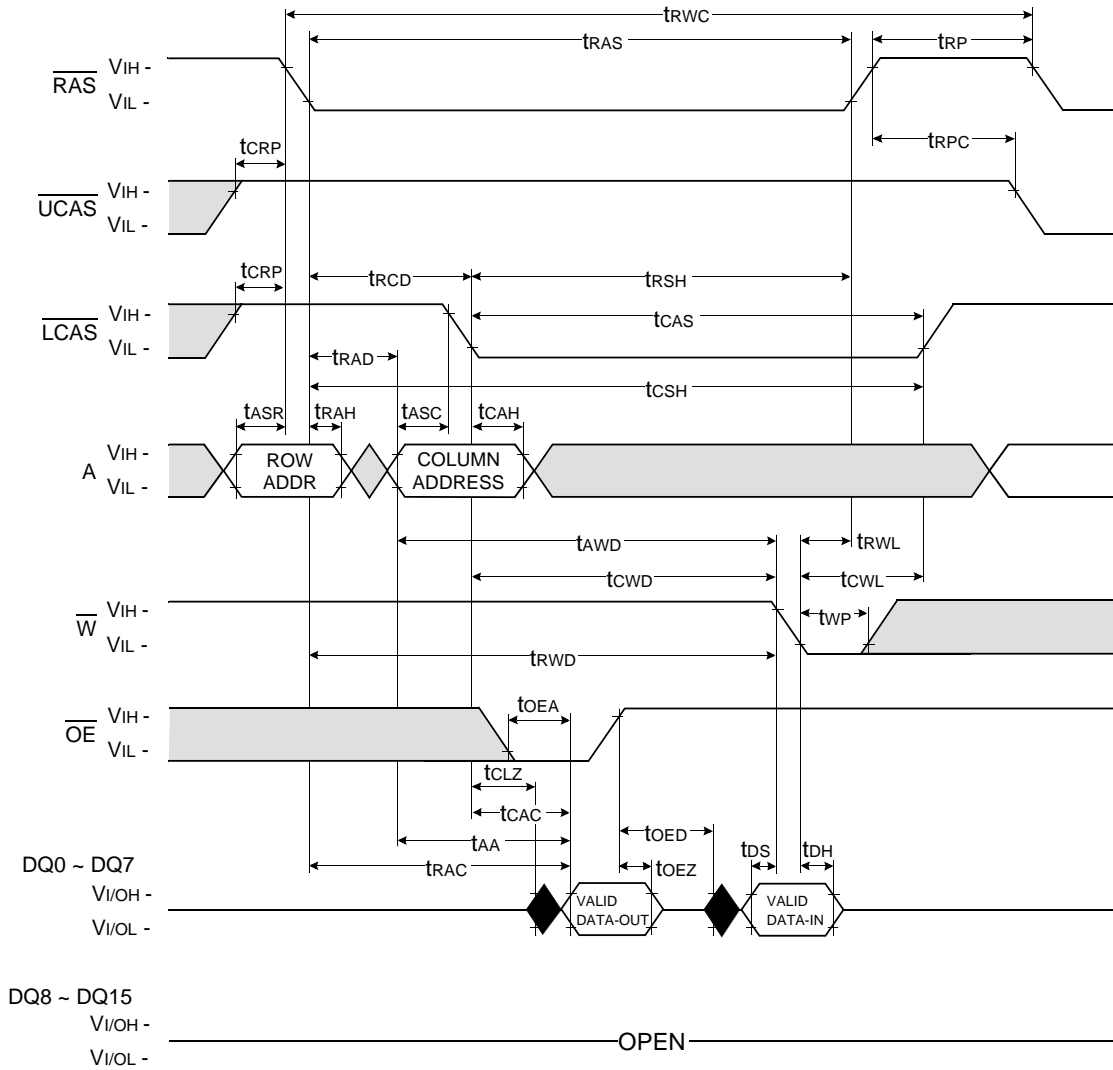 tRWC
tRAS
tRP
RAS
VIH -
VIL -
tCRP
tRPC
UCAS
VIH -
VIL -
tCRP
tRCD
tRSH
LCAS
VIH -
VIL -
tCAS
tRAD
tCSH
tASR
tRAH
tASC
tCAH
A
VIH -
VIL -
ROW
ADDR
COLUMN
ADDRESS
tAWD
tRWL
tCWD
tCWL
W
VIH -
VIL -
tWP
tRWD
OE
VIH -
VIL -
tOEA
tCLZ
tCAC
tAA
tOED
tRAC
tOEZ
tDS
tDH
DQ0 ~ DQ7
VI/OH -
VI/OL -
VALID
DATA-OUT
VALID
DATA-IN
DQ8 ~ DQ15
VI/OH -
VI/OL -
OPEN